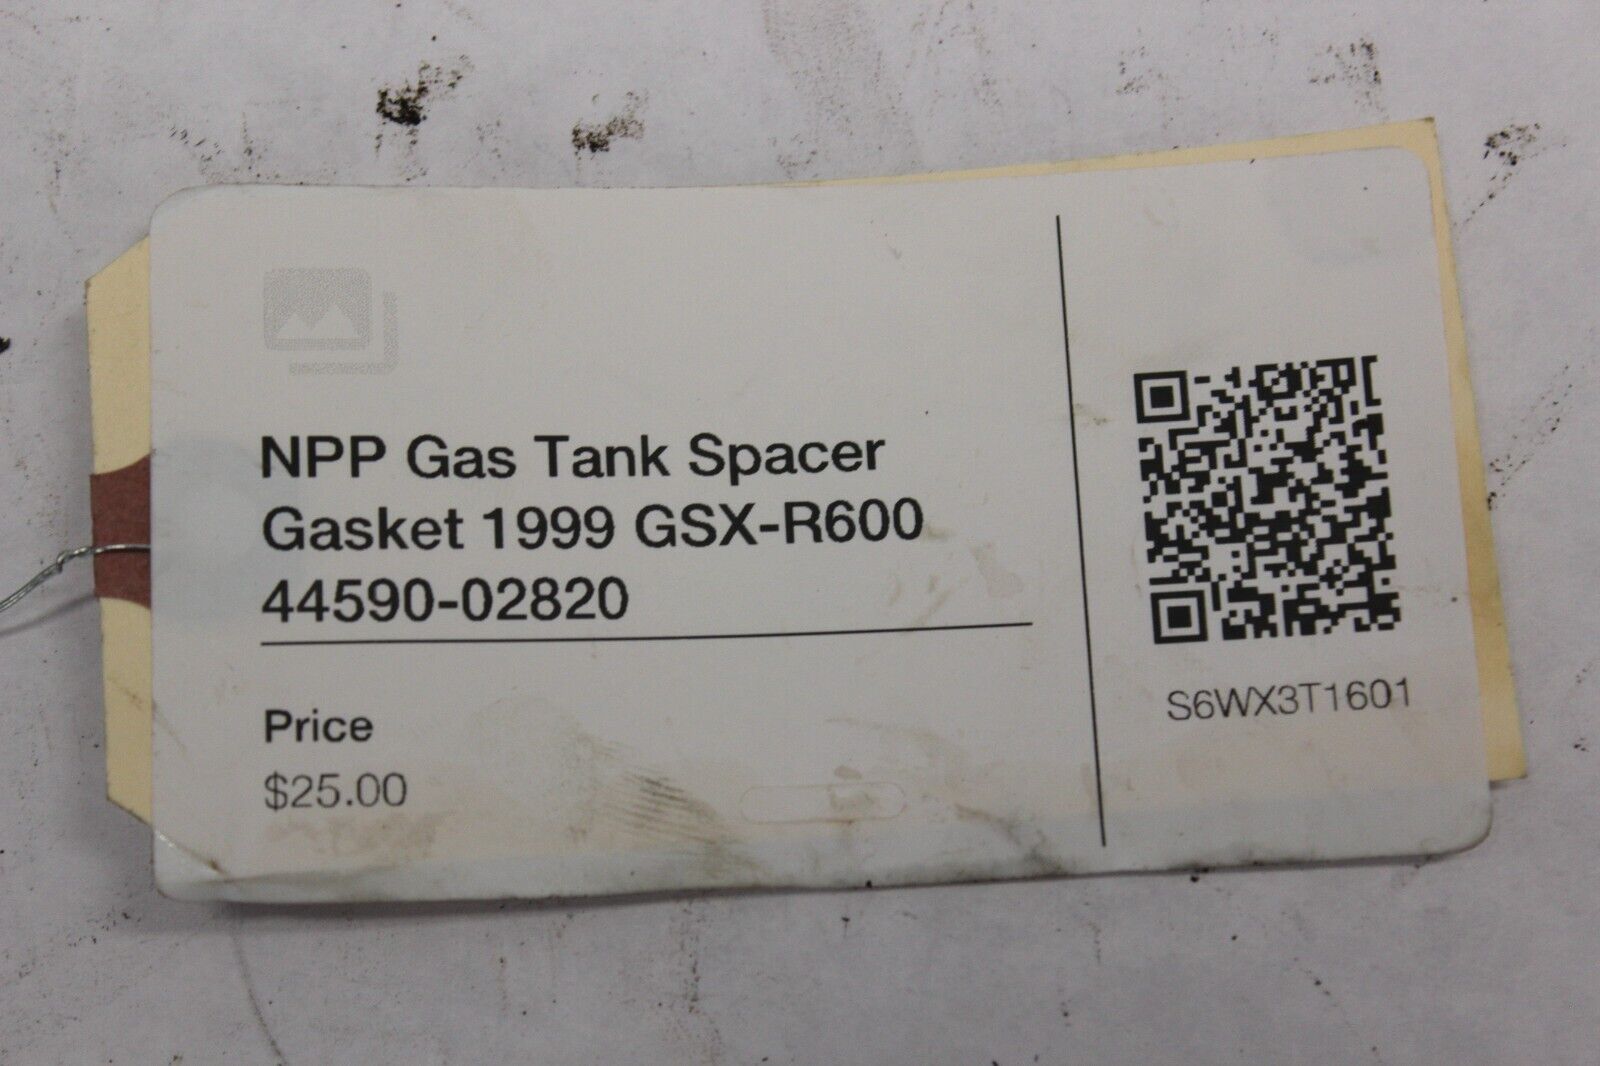 NPP Gas Tank Spacer
Gasket 1999 GSX-R600
44590-02820
Price
$25.00
S6WX3T1601